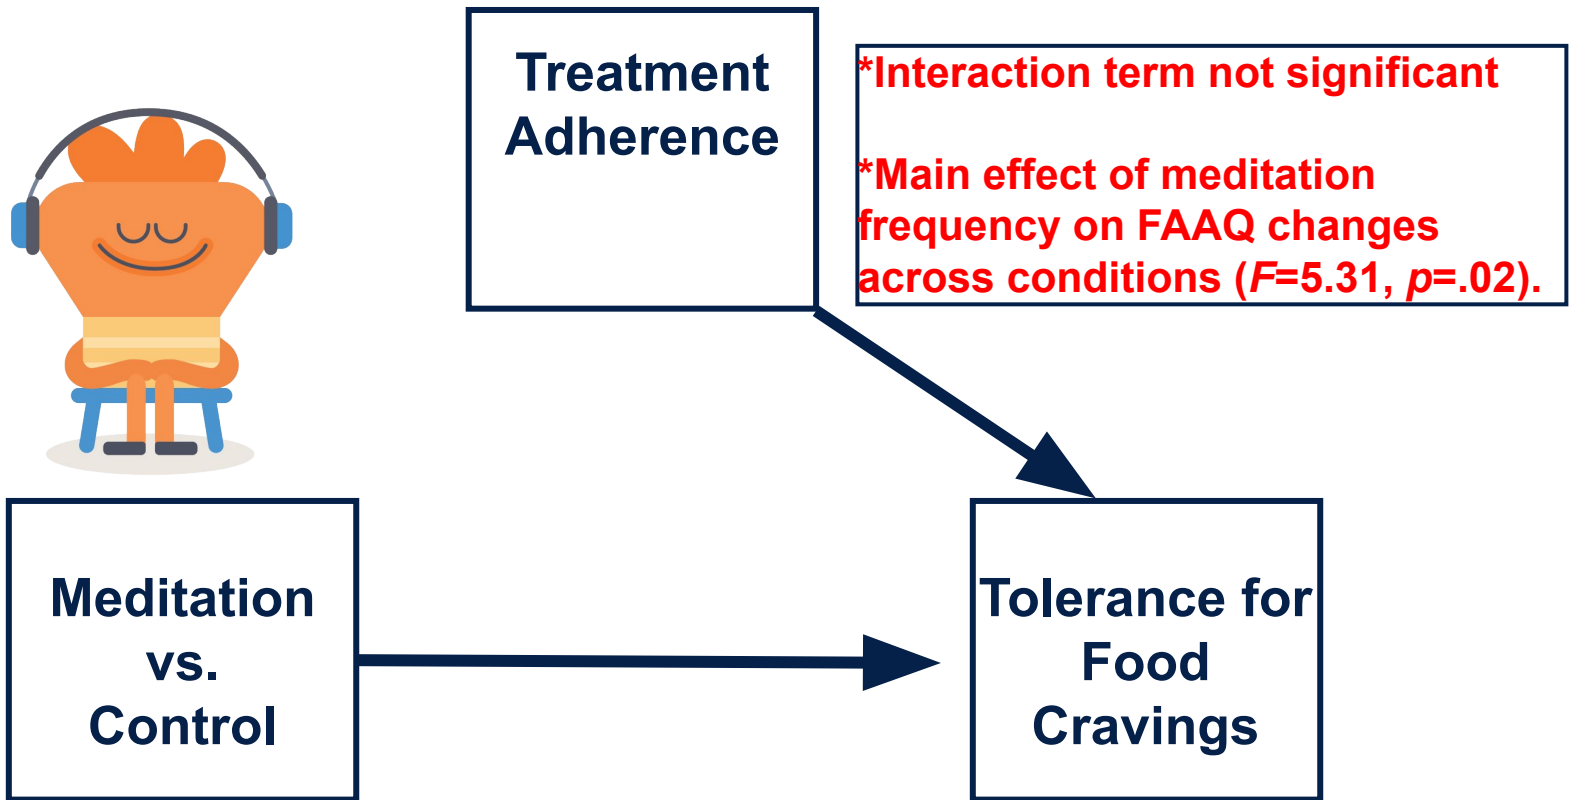 Treatment
Adherence
*Interaction term not significant
*Main effect of meditation
frequency on FAAQ changes
across conditions (F=5.31, p=.02).
Meditation
vs.
Control
Tolerance for
Food
Cravings